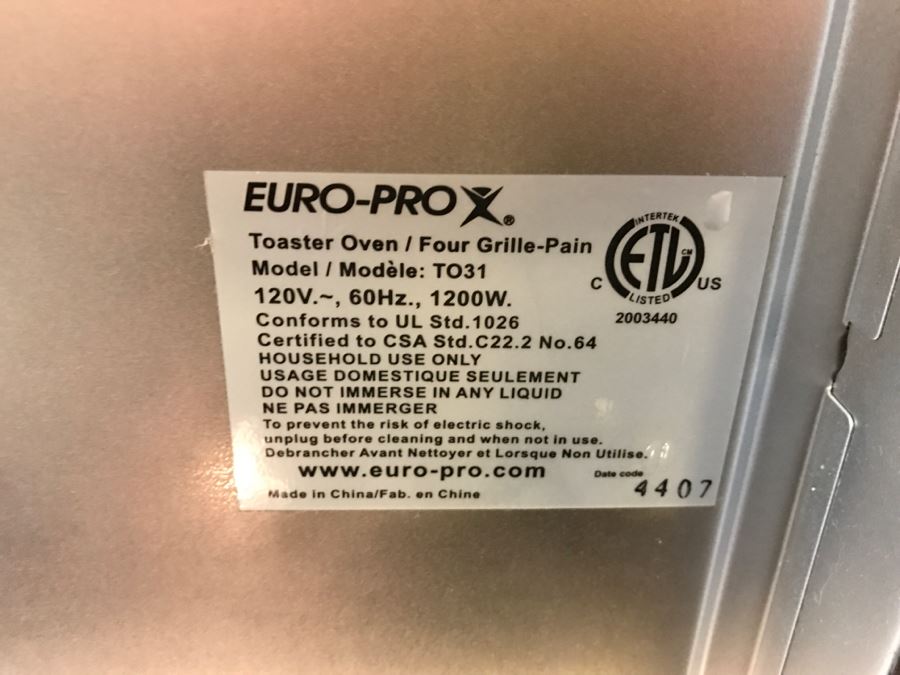 EURO-PRO X®
Toaster Oven / Four Grille-Pain
Model / Modèle: TO31
120V.~, 60Hz., 1200W.
Conforms to UL Std.1026
Certified to CSA Std.C22.2 No.64
HOUSEHOLD USE ONLY
USAGE DOMESTIQUE SEULEMENT
DO NOT IMMERSE IN ANY LIQUID
NE PAS IMMERGER
To prevent the risk of electric shock,
unplug before cleaning and when not in use.
Debrancher Avant Nettoyer et Lorsque Non Utilise.
www.euro-pro.com
Made in China/Fab. en Chine
INTERTEK
ETL CM
C US
LISTED
2003440
Date code
4407